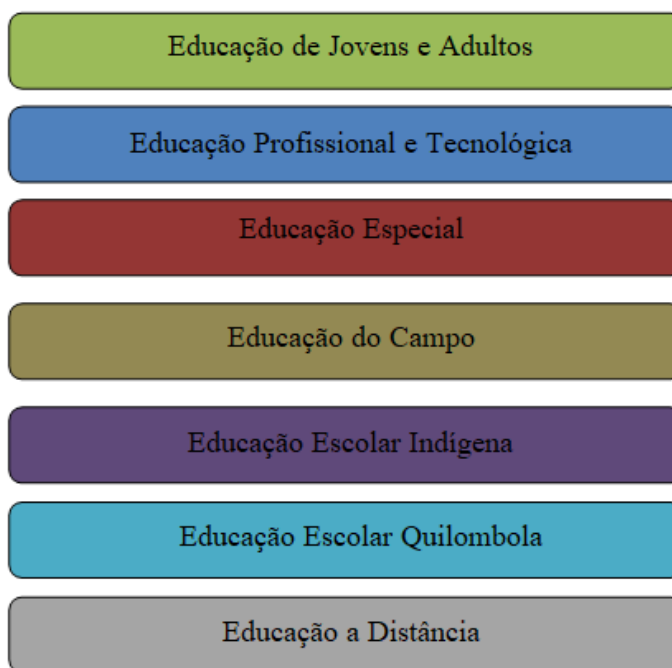 Educação de Jovens e Adultos
Educação Profissional e Tecnológica
Educação Especial
Educação do Campo
Educação Escolar Indígena
Educação Escolar Quilombola
Educação a Distância